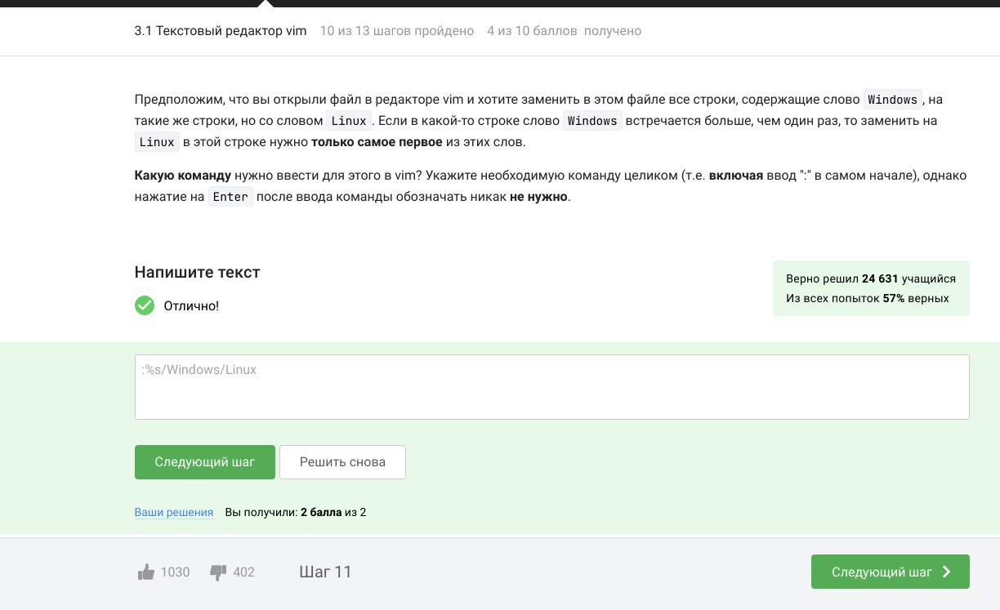 3.1 Текстовый редактор vim 10 из 13 шагов пройдено 4 из 10 баллов получено
Предположим, что вы открыли файл в редакторе vim и хотите заменить в этом файле все строки, содержащие слово Windows, на
такие же строки, но со словом Linux. Если в какой-то строке слово Windows встречается больше, чем один раз, то заменить на
Linux в этой строке нужно только самое первое из этих слов.
Какую команду нужно ввести для этого в vim? Укажите необходимую команду целиком (т.е. включая ввод ":" в самом начале), однако
нажатие на Enter после ввода команды обозначать никак не нужно.
Напишите текст
Отлично!
Верно решил 24 631 учащийся
Из всех попыток 57% верных
:%s/Windows/Linux
Следующий шаг Решить снова
Ваши решения Вы получили: 2 балла из 2
1030 402 Шаг 11 Следующий шаг